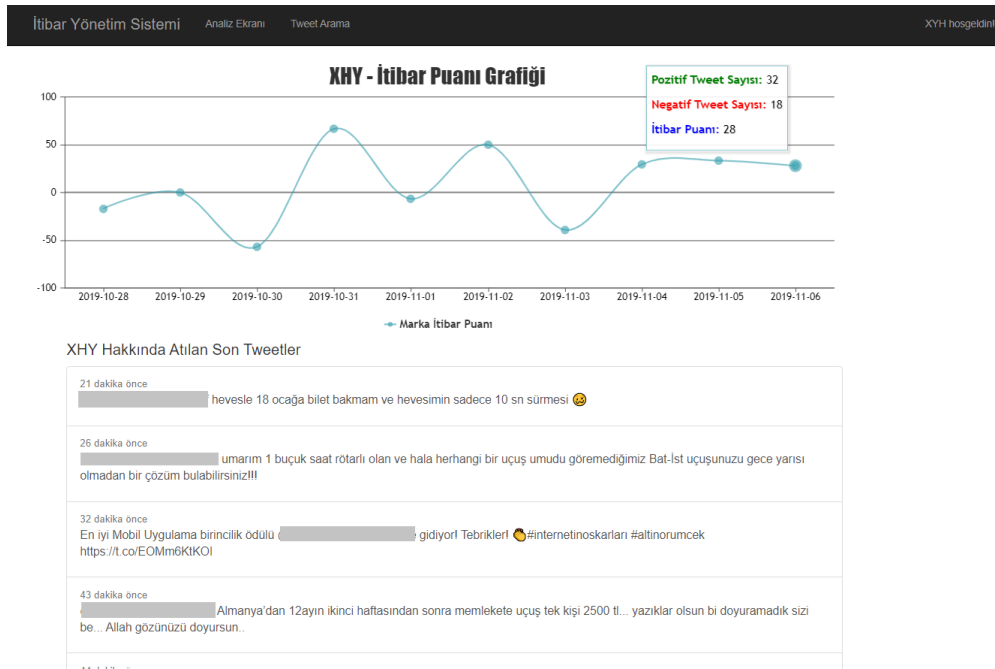 İtibar Yönetim Sistemi Analiz Ekranı Tweet Arama XYH hosgeldin!
XHY - İtibar Puanı Grafiği
Pozitif Tweet Sayısı: 32
Negatif Tweet Sayısı: 18
İtibar Puanı: 28
100
50
0
-50
-100
2019-10-28 2019-10-29 2019-10-30 2019-10-31 2019-11-01 2019-11-02 2019-11-03 2019-11-04 2019-11-05 2019-11-06
Marka İtibar Puanı
XHY Hakkında Atılan Son Tweetler
21 dakika önce
hevesle 18 ocağa bilet bakmam ve hevesimin sadece 10 sn sürmesi 🥴
26 dakika önce
umarım 1 buçuk saat rötarlı olan ve hala herhangi bir uçuş umudu göremediğimiz Bat-İst uçuşunuzu gece yarısı
olmadan bir çözüm bulabilirsiniz!!!
32 dakika önce
En iyi Mobil Uygulama birincilik ödülü gidiyor! Tebrikler! 👏#internetinoskarları #altinorumcek
https://t.co/EOMm6KtKOI
43 dakika önce
Almanya'dan 12ayın ikinci haftasından sonra memlekete uçuş tek kişi 2500 tl... yazıklar olsun bi doyuramadık sizi
be... Allah gözünüzü doyursun..